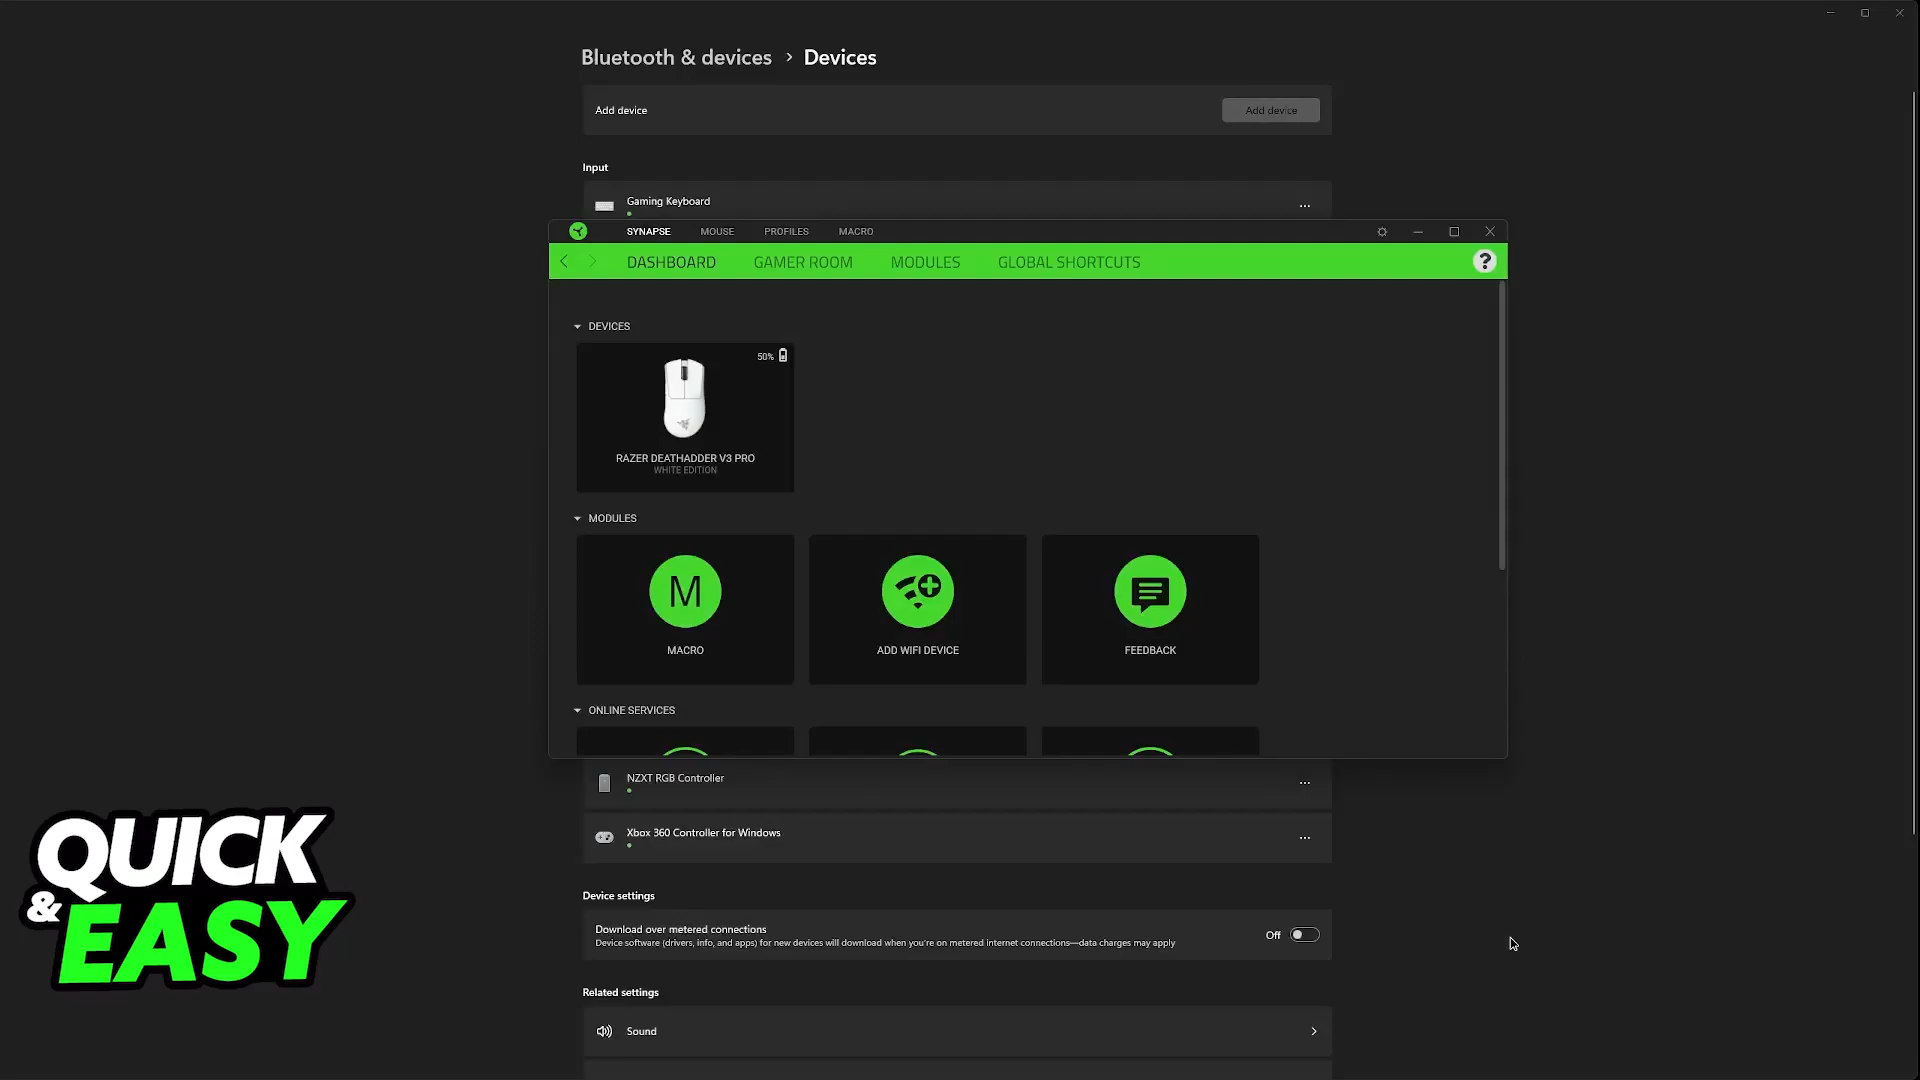 Bluetooth & devices > Devices
Add device
Add device
Input
Gaming Keyboard
...
SYNAPSE
MOUSE
PROFILES
MACRO
DASHBOARD
GAMER ROOM
MODULES
GLOBAL SHORTCUTS
?
DEVICES
50%
RAZER DEATHADDER V3 PRO
WHITE EDITION
MODULES
M
MACRO
ADD WIFI DEVICE
FEEDBACK
ONLINE SERVICES
NZXT RGB Controller
...
Xbox 360 Controller for Windows
...
QUICK
& EASY
Device settings
Download over metered connections
Off
Device software (drivers, info, and apps) for new devices will download when you're on metered internet connections—data charges may apply
Related settings
Sound